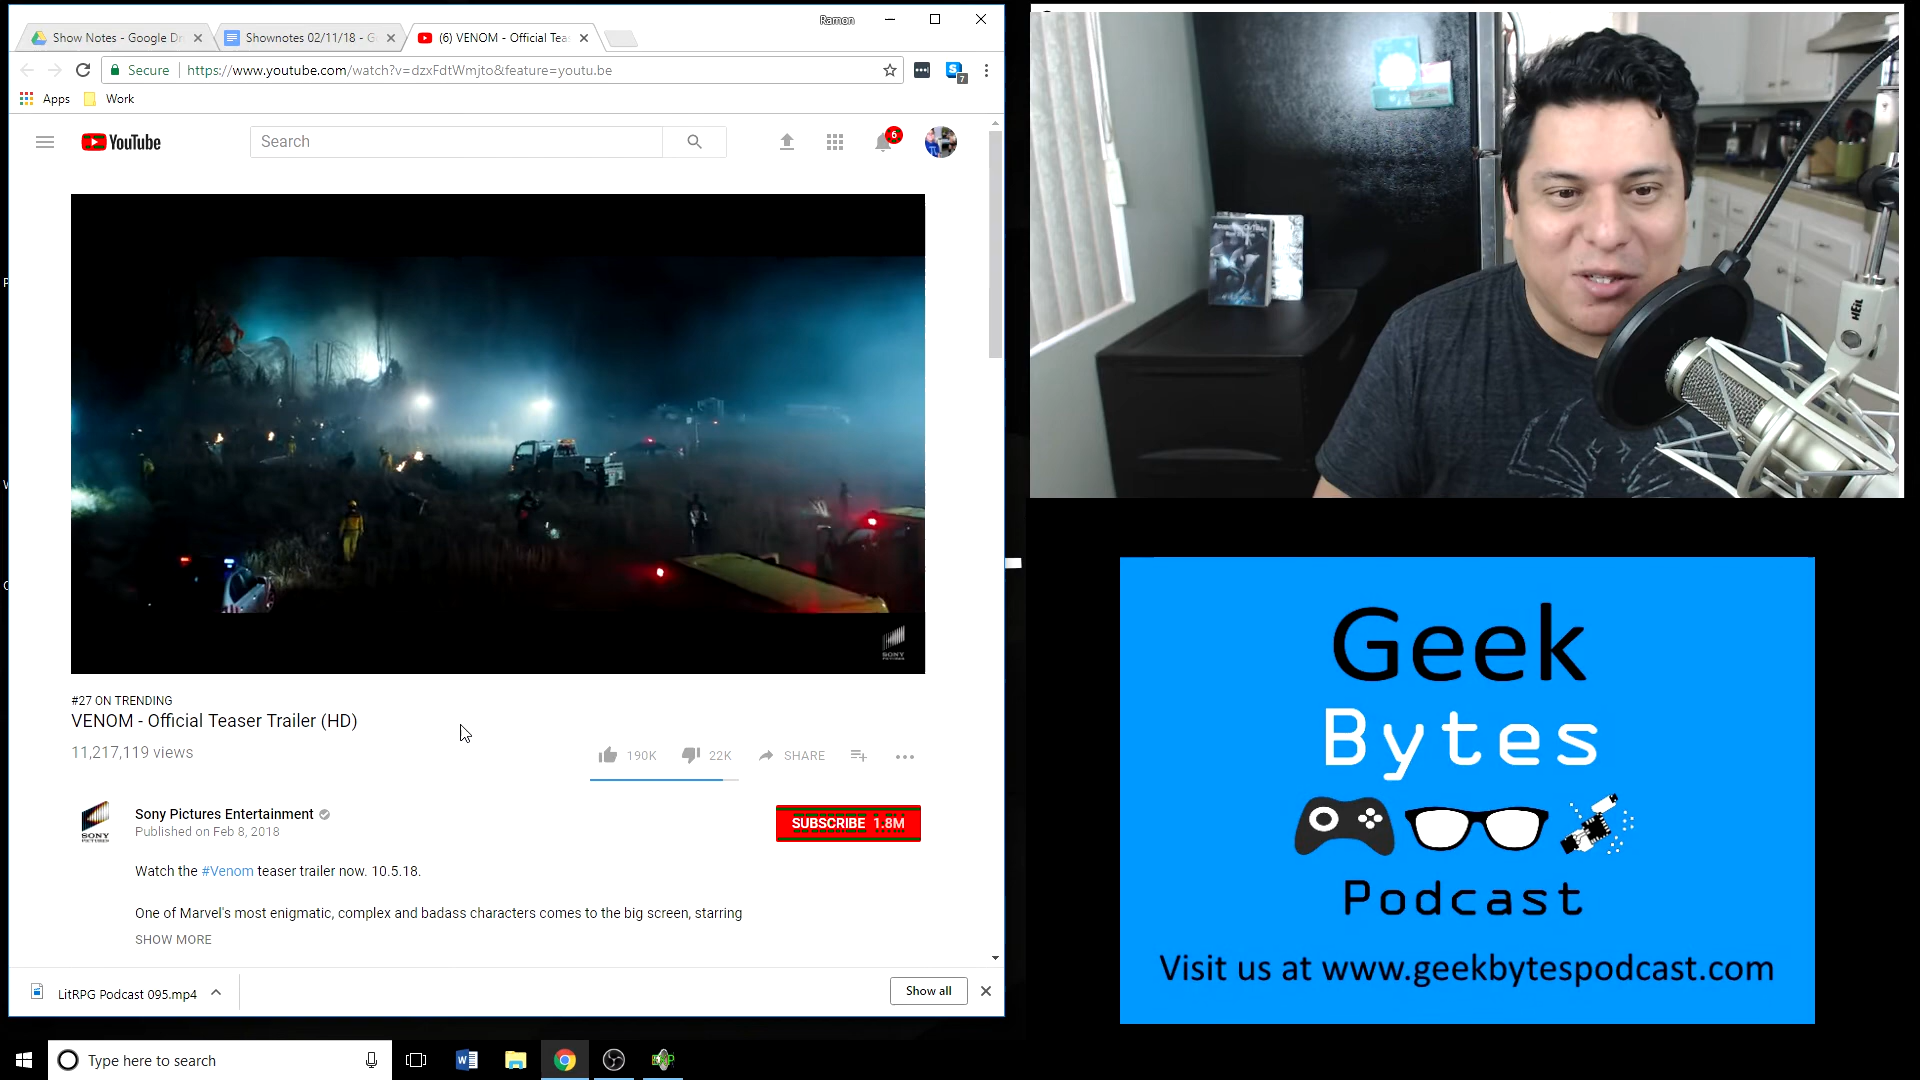 Ramon
Show Notes - Google Dr
Shownotes 02/11/18 - G
(6) VENOM - Official Tea
Secure
https://www.youtube.com/watch?v=dzxFdtWmjto&feature=youtu.be
7
Apps
Work
YouTube
Search
6
SONY
#27 ON TRENDING
VENOM - Official Teaser Trailer (HD)
11,217,119 views
190K
22K
SHARE
SONY
Sony Pictures Entertainment
Published on Feb 8, 2018
SUBSCRIBE 1.8M
Watch the #Venom teaser trailer now. 10.5.18.
One of Marvel's most enigmatic, complex and badass characters comes to the big screen, starring
SHOW MORE
LitRPG Podcast 095.mp4
Show all
Type here to search
HEiL
Geek
Bytes
Podcast
Visit us at www.geekbytespodcast.com